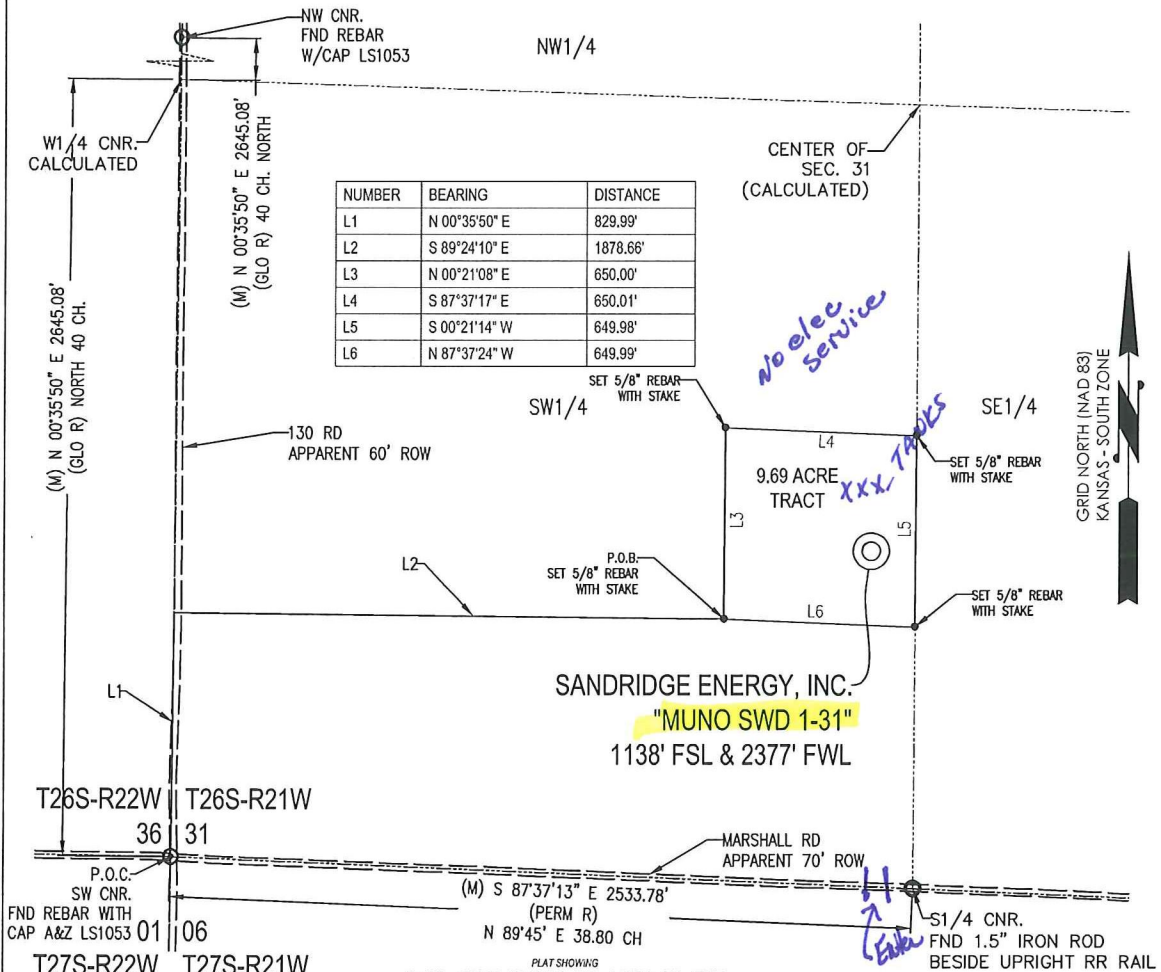 NW CNR.
FND REBAR
W/CAP LS1053
NW1/4
W1/4 CNR.
CALCULATED
(M) N 00°35'50" E 2645.08'
(GLO R) 40 CH. NORTH
CENTER OF
SEC. 31
(CALCULATED)
(M) N 00°35'50" E 2645.08'
(GLO R) NORTH 40 CH.
NUMBER BEARING DISTANCE
L1 N 00°35'50" E 829.99'
L2 S 89°24'10" E 1878.66'
L3 N 00°21'08" E 650.00'
L4 S 87°37'17" E 650.01'
L5 S 00°21'14" W 649.98'
L6 N 87°37'24" W 649.99'
No elec
service
GRID NORTH (NAD 83)
KANSAS - SOUTH ZONE
N
SET 5/8" REBAR
WITH STAKE
SW1/4
SE1/4
130 RD
APPARENT 60' ROW
L4
TANKS
XXX
SET 5/8" REBAR
WITH STAKE
9.69 ACRE
TRACT
L3
L5
L2
P.O.B.
SET 5/8" REBAR
WITH STAKE
L6
SET 5/8" REBAR
WITH STAKE
L1
SANDRIDGE ENERGY, INC.
"MUNO SWD 1-31"
1138' FSL & 2377' FWL
T26S-R22W T26S-R21W
36 31
MARSHALL RD
APPARENT 70' ROW
P.O.C.
SW CNR.
FND REBAR WITH
CAP A&Z LS1053
01 06
T27S-R22W T27S-R21W
(M) S 87°37'13" E 2533.78'
(PERM R)
N 89°45' E 38.80 CH
Enter
S1/4 CNR.
FND 1.5" IRON ROD
BESIDE UPRIGHT RR RAIL
PLAT SHOWING